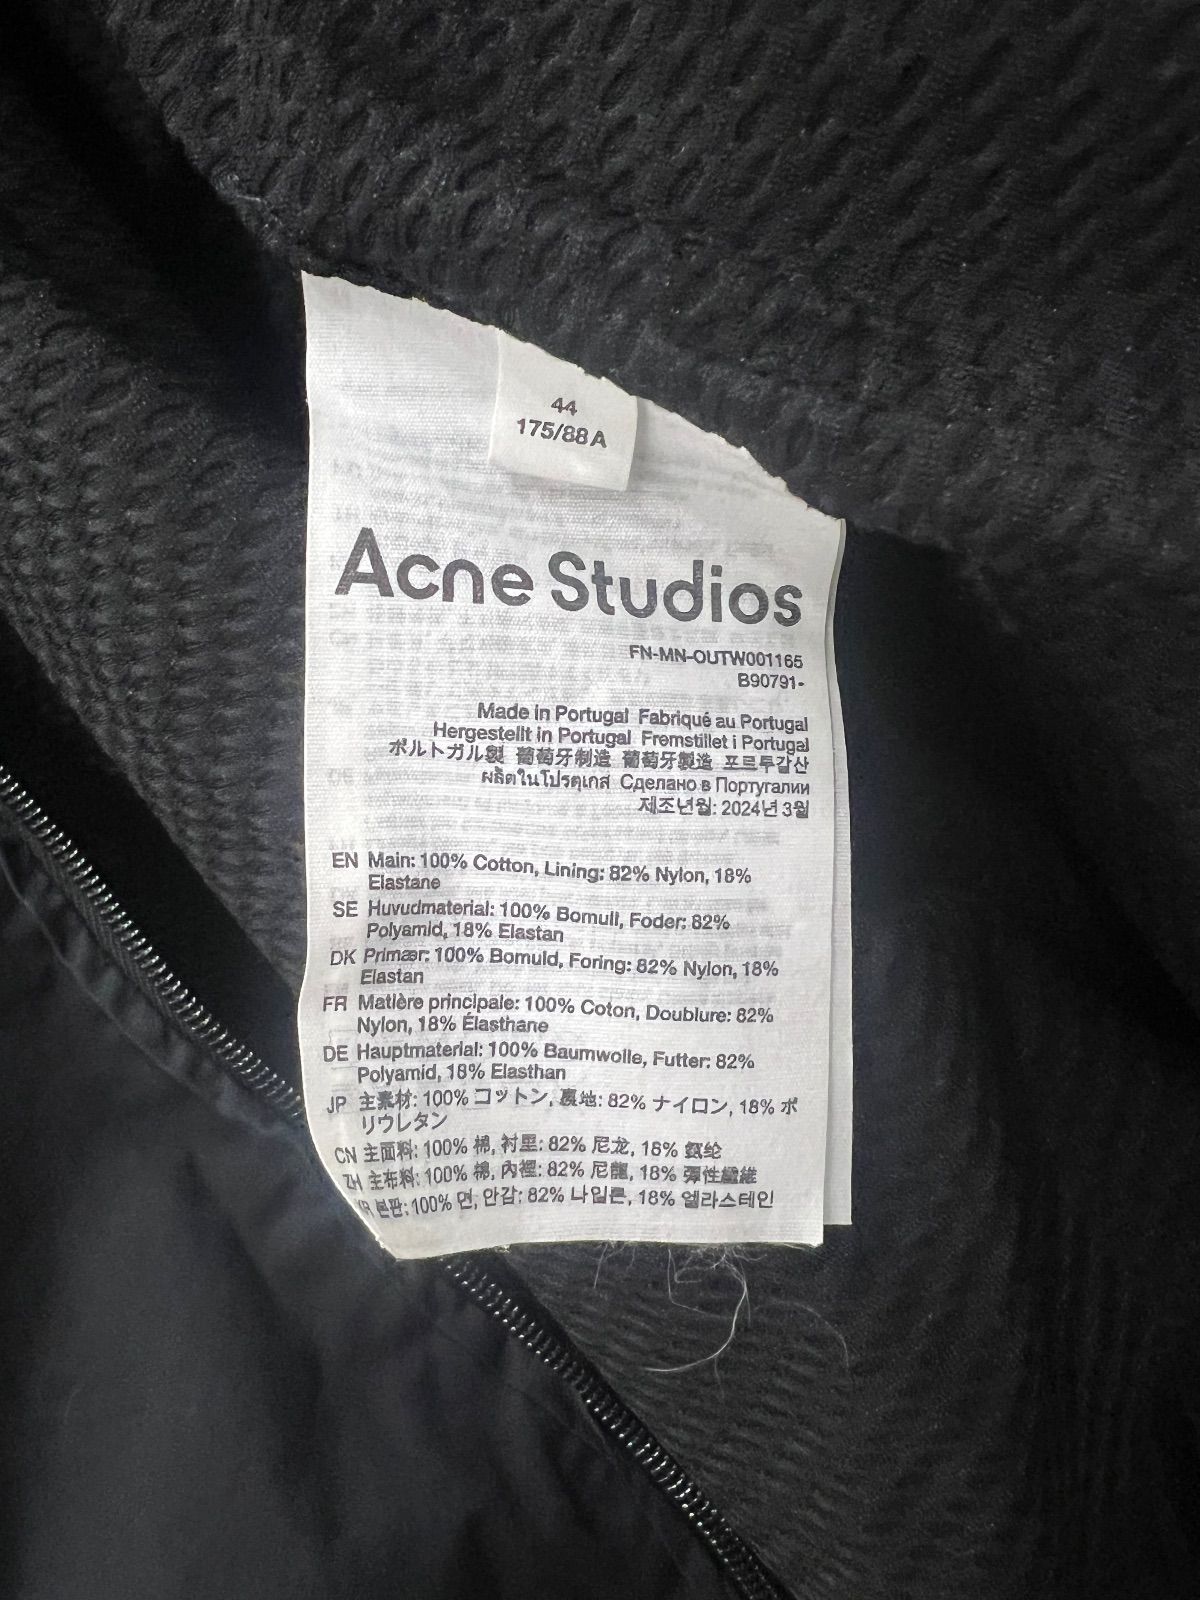 44
175/88A
Acne Studios
FN-MN-OUTW001165
B90791-
Made in Portugal Fabriqué au Portugal
Hergestellt in Portugal Fremstillet i Portugal
ポルトガル製 葡萄牙制造 葡萄牙製造 포르투갈산
ผลิตในโปรตุเกส Сделано в Португалии
제조년월: 2024년 3월
EN Main: 100% Cotton, Lining: 82% Nylon, 18%
Elastane
SE Huvudmaterial: 100% Bomull, Foder: 82%
Polyamid, 18% Elastan
DK Primær: 100% Bomuld, Foring: 82% Nylon, 18%
Elastan
FR Matière principale: 100% Coton, Doublure: 82%
Nylon, 18% Élasthane
DE Hauptmaterial: 100% Baumwolle, Futter: 82%
Polyamid, 18% Elasthan
JP 主素材: 100% コットン, 裏地: 82% ナイロン, 18% ポ
リウレタン
CN 主面料: 100% 棉, 衬里: 82% 尼龙, 18% 氨纶
ZH 主布料: 100% 棉, 內裡: 82% 尼龍, 18% 彈性纖維
KR 본판: 100% 면, 안감: 82% 나일론, 18% 엘라스테인